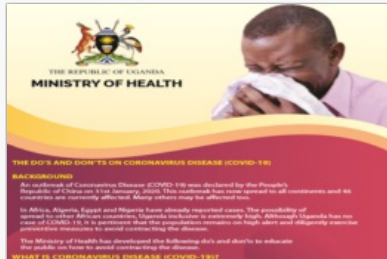 THE REPUBLIC OF UGANDA
MINISTRY OF HEALTH
THE DO'S AND DON'TS ON CORONAVIRUS DISEASE (COVID-19)
BACKGROUND
An outbreak of Coronavirus Disease (COVID-19) was declared by the People's
Republic of China on 31st January, 2020. This outbreak has now spread to all continents and 46
countries are currently affected. Many others may be affected too.
In Africa, Algeria, Egypt and Nigeria have already reported cases. The possibility of
spread to other African countries, Uganda inclusive is extremely high. Although Uganda has no
case of COVID-19, it is pertinent that the population remains on high alert and diligently exercise
preventive measures to avoid contracting the disease.
The Ministry of Health has developed the following do's and don'ts to educate
the public on how to avoid contracting the disease.
WHAT IS CORONAVIRUS DISEASE (COVID-19)?